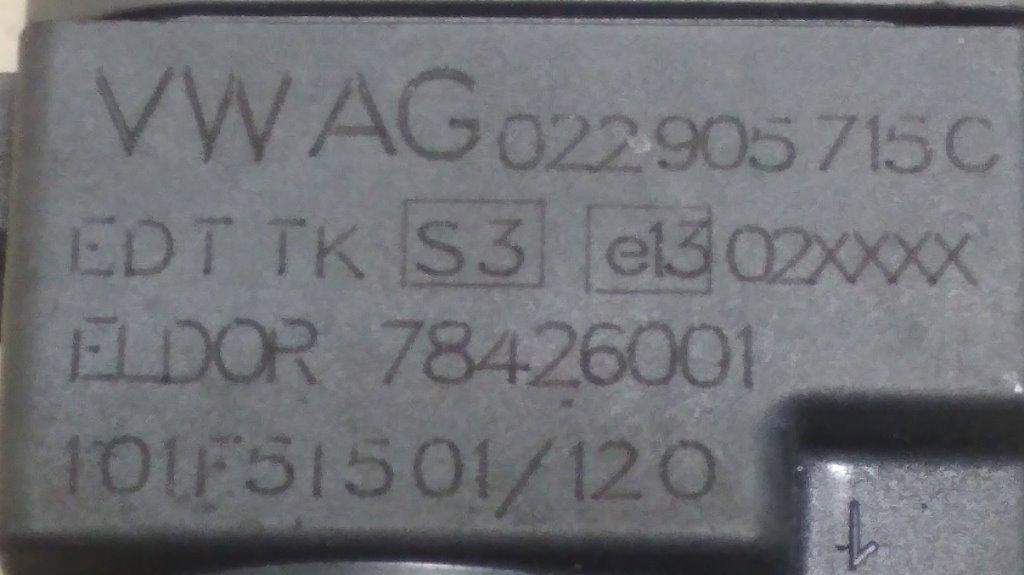 VW AG 022 905 715 C
EDT TK S3 e13 02XXXX
ELDOR 78426001
101F51501/120